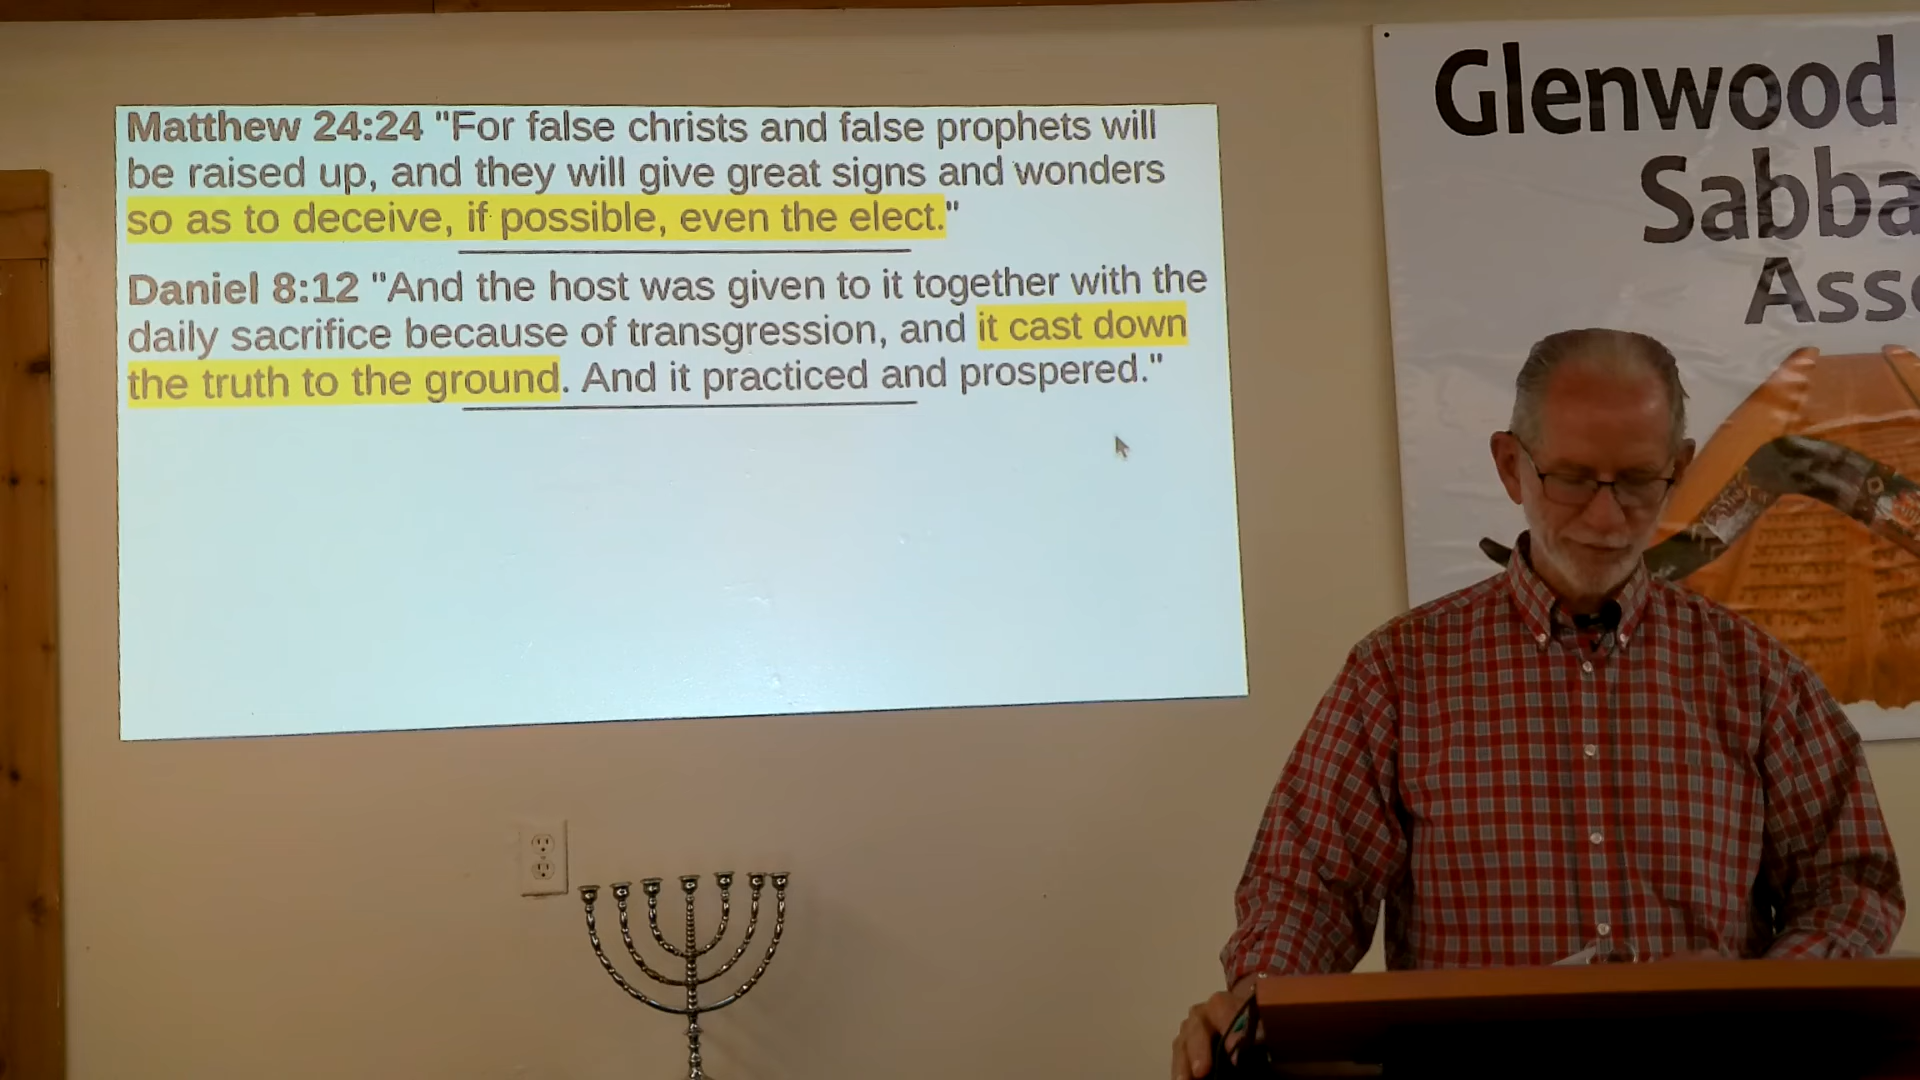 Matthew 24:24 "For false christs and false prophets will
be raised up, and they will give great signs and wonders
so as to deceive, if possible, even the elect."
Daniel 8:12 "And the host was given to it together with the
daily sacrifice because of transgression, and it cast down
the truth to the ground. And it practiced and prospered."
Glenwood
Sabba
Asse